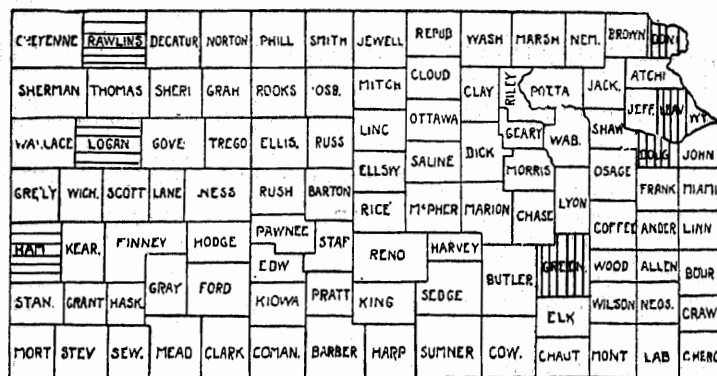 CHEYENNE RAWLINS DECATUR NORTON PHILL SMITH JEWELL REPUB WASH MARSH NEM. BROWN DONI
SHERMAN THOMAS SHERI GRAH ROOKS OSB. MITCH CLOUD CLAY RILEY POTTA JACK. ATCHI
JEFF. LEAV WY.
WALLACE LOGAN GOVE TREGO ELLIS. RUSS LINC OTTAWA DICK GEARY WAB. SHAW DOUG JOHN
ELLSW SALINE MORRIS OSAGE
GRE'LY WICH. SCOTT LANE NESS RUSH BARTON RICE McPHER MARION CHASE LYON FRANK MIAMI
HAM KEAR. FINNEY HODGE PAWNEE STAF RENO HARVEY COFFEE ANDER LINN
EDW BUTLER GREEN. WOOD ALLEN BOUR
STAN. GRANT HASK. GRAY FORD KIOWA PRATT KING SEDGE ELK WILSON NEOS. CRAW
MORT STEV SEW. MEAD CLARK COMAN. BARBER HARP SUMNER COW. CHAUT MONT LAB CHERO